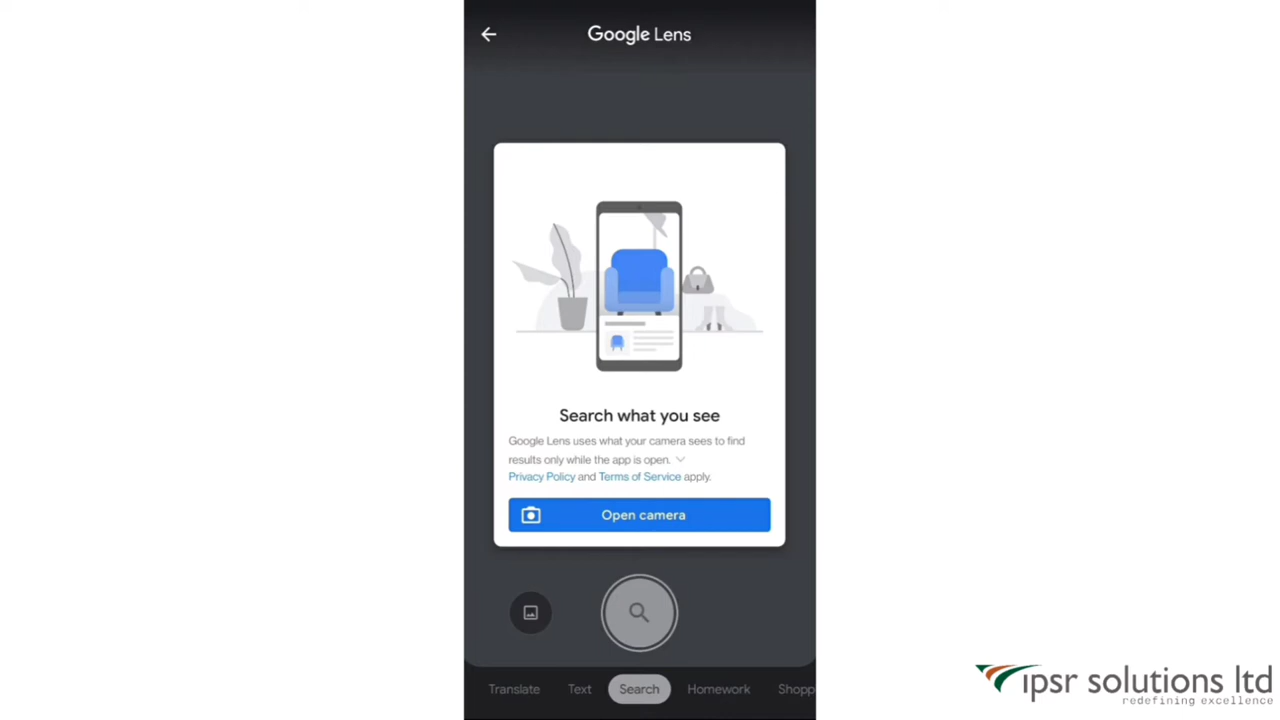 Google Lens
Search what you see
Google Lens uses what your camera sees to find
results only while the app is open.
Privacy Policy and Terms of Service apply.
Open camera
Translate Text Search Homework Shopp
ipsr solutions ltd
redefining excellence